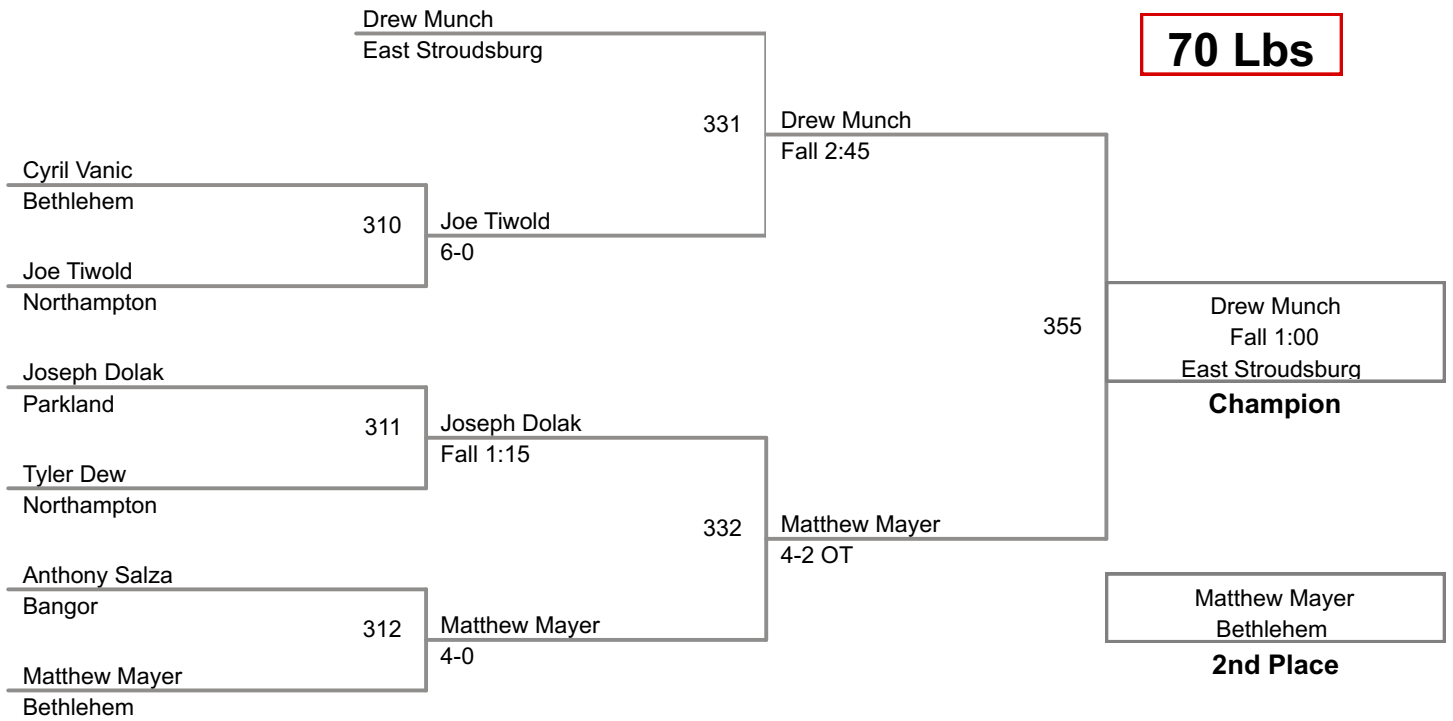 Drew Munch
East Stroudsburg
70 Lbs
331
Drew Munch
Fall 2:45
Cyril Vanic
Bethlehem
310
Joe Tiwold
6-0
Joe Tiwold
Northampton
355
Drew Munch
Fall 1:00
East Stroudsburg
Champion
Joseph Dolak
Parkland
311
Joseph Dolak
Fall 1:15
Tyler Dew
Northampton
332
Matthew Mayer
4-2 OT
Anthony Salza
Bangor
312
Matthew Mayer
4-0
Matthew Mayer
Bethlehem
Matthew Mayer
Bethlehem
2nd Place